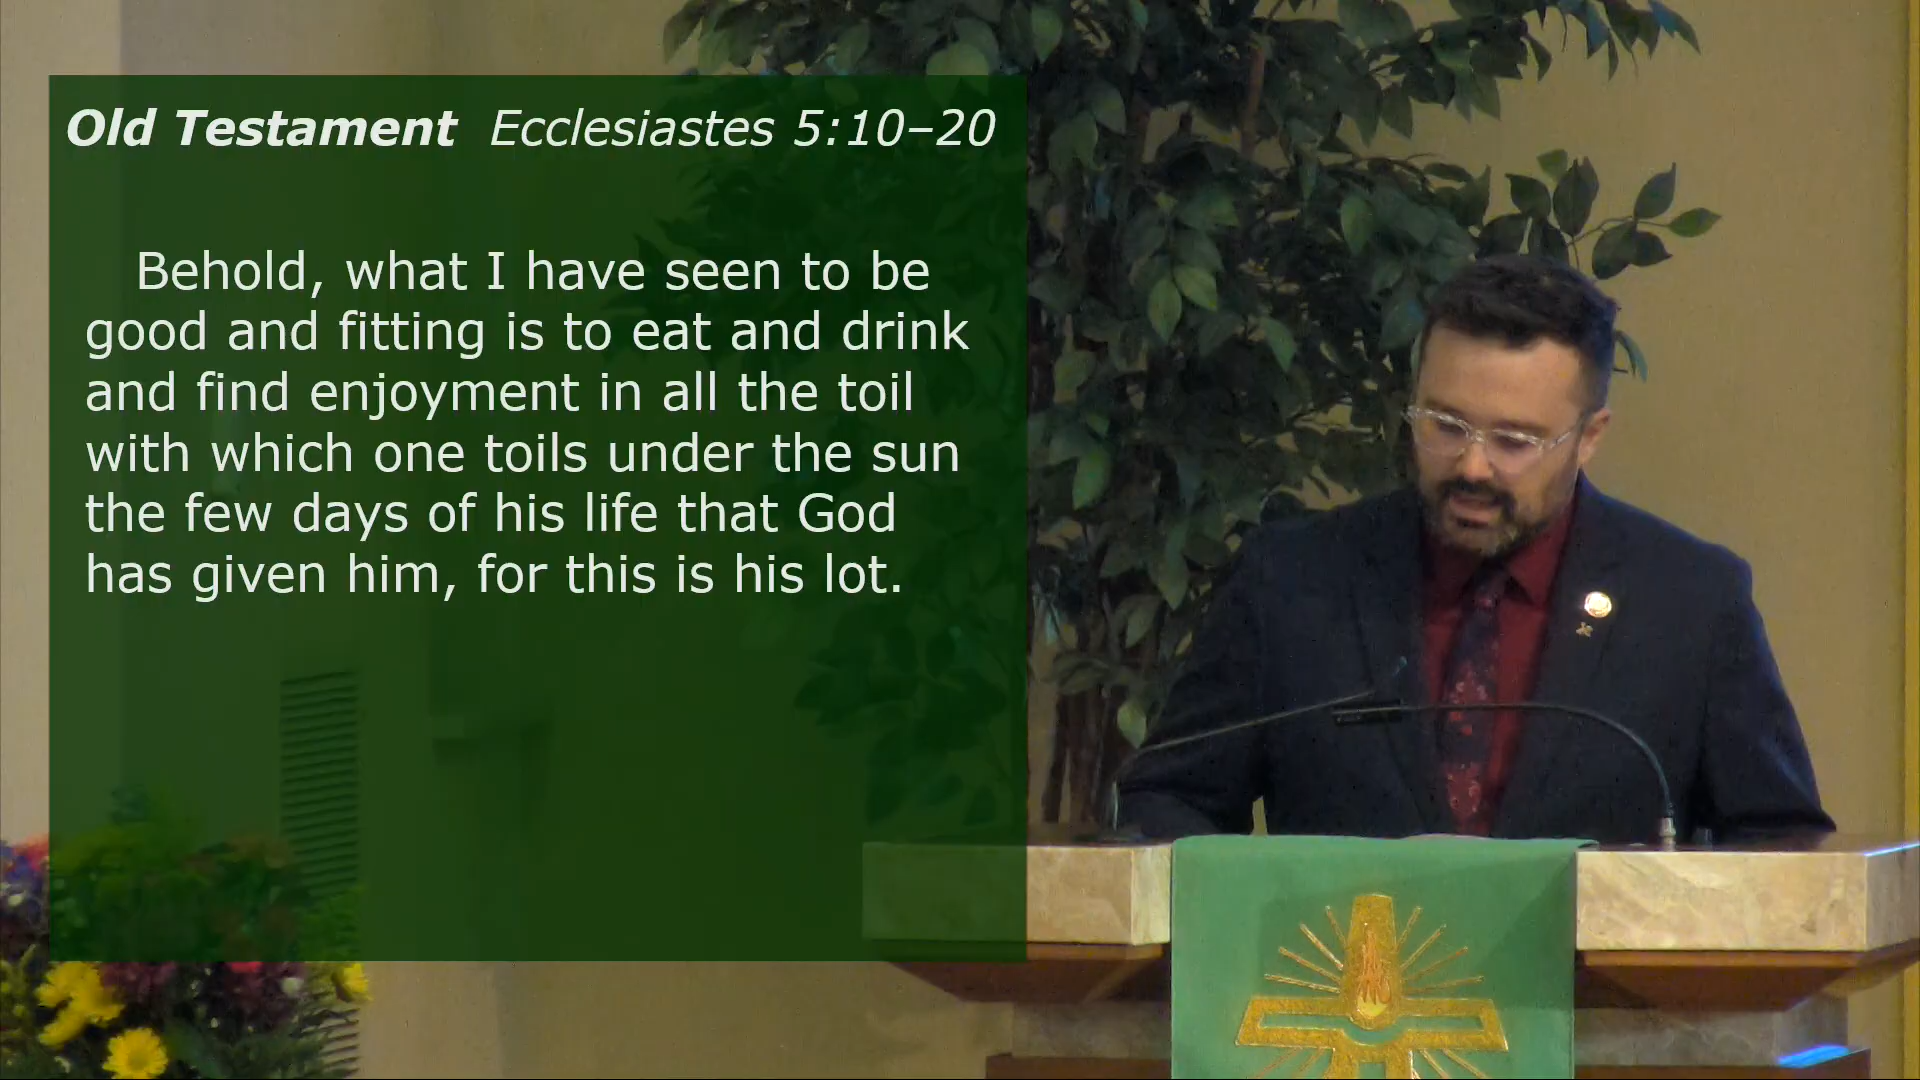 Old Testament Ecclesiastes 5:10–20
Behold, what I have seen to be
good and fitting is to eat and drink
and find enjoyment in all the toil
with which one toils under the sun
the few days of his life that God
has given him, for this is his lot.